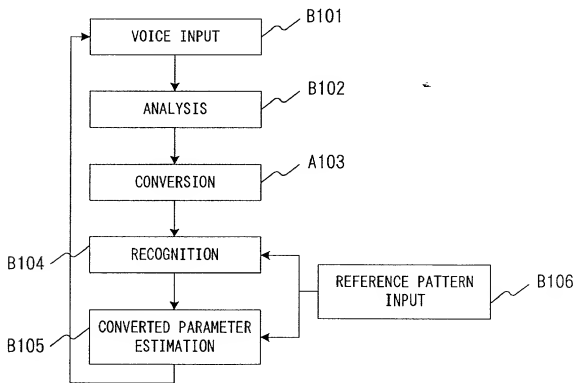 VOICE INPUT
B101
ANALYSIS
B102
CONVERSION
A103
RECOGNITION
B104
REFERENCE PATTERN
INPUT
B106
CONVERTED PARAMETER
ESTIMATION
B105